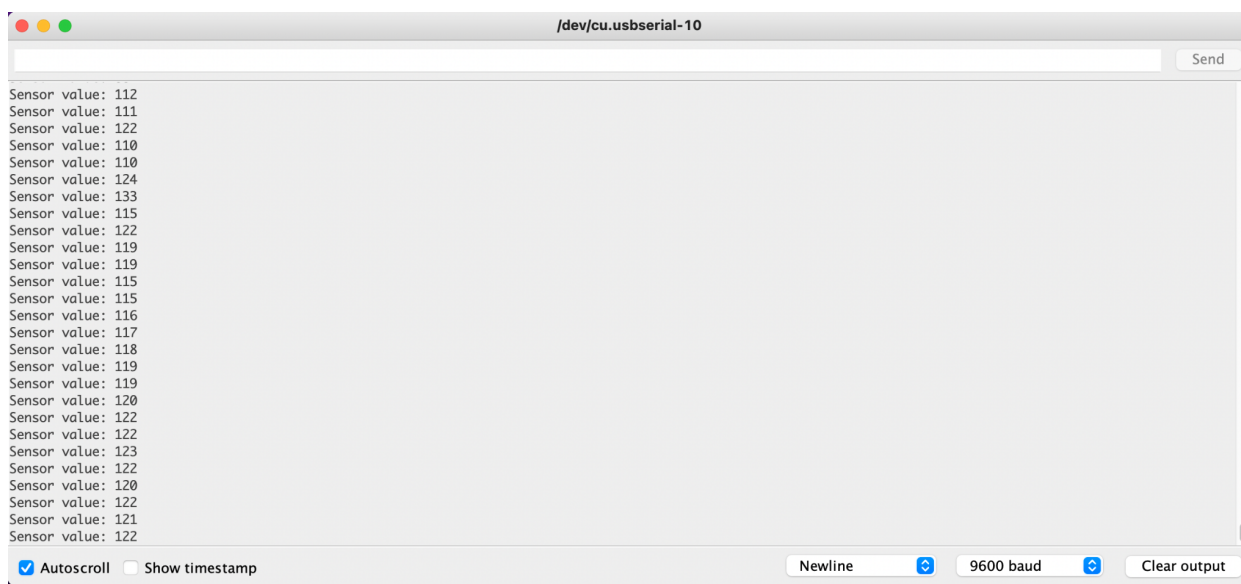 /dev/cu.usbserial-10
Send
Sensor value: 112
Sensor value: 111
Sensor value: 122
Sensor value: 110
Sensor value: 110
Sensor value: 124
Sensor value: 133
Sensor value: 115
Sensor value: 122
Sensor value: 119
Sensor value: 119
Sensor value: 115
Sensor value: 115
Sensor value: 116
Sensor value: 117
Sensor value: 118
Sensor value: 119
Sensor value: 119
Sensor value: 120
Sensor value: 122
Sensor value: 122
Sensor value: 123
Sensor value: 122
Sensor value: 120
Sensor value: 122
Sensor value: 121
Sensor value: 122
Autoscroll Show timestamp Newline 9600 baud Clear output